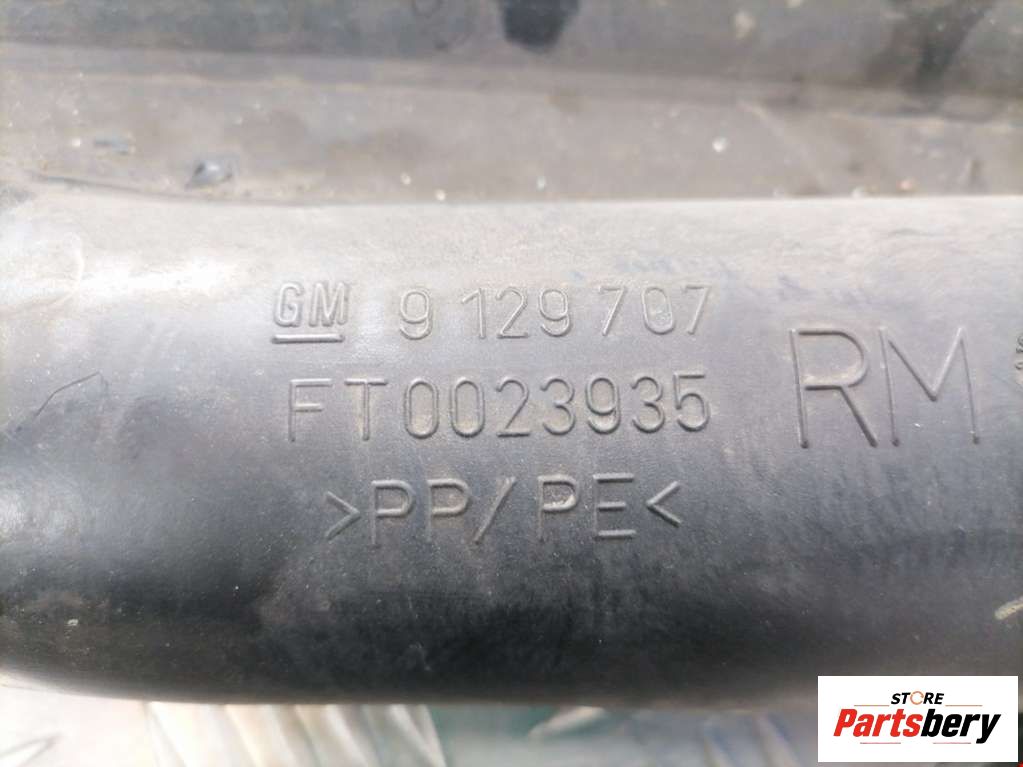 GM 9 129 707
FT0023935
>PP/PE<
RM
STORE
Partsbery